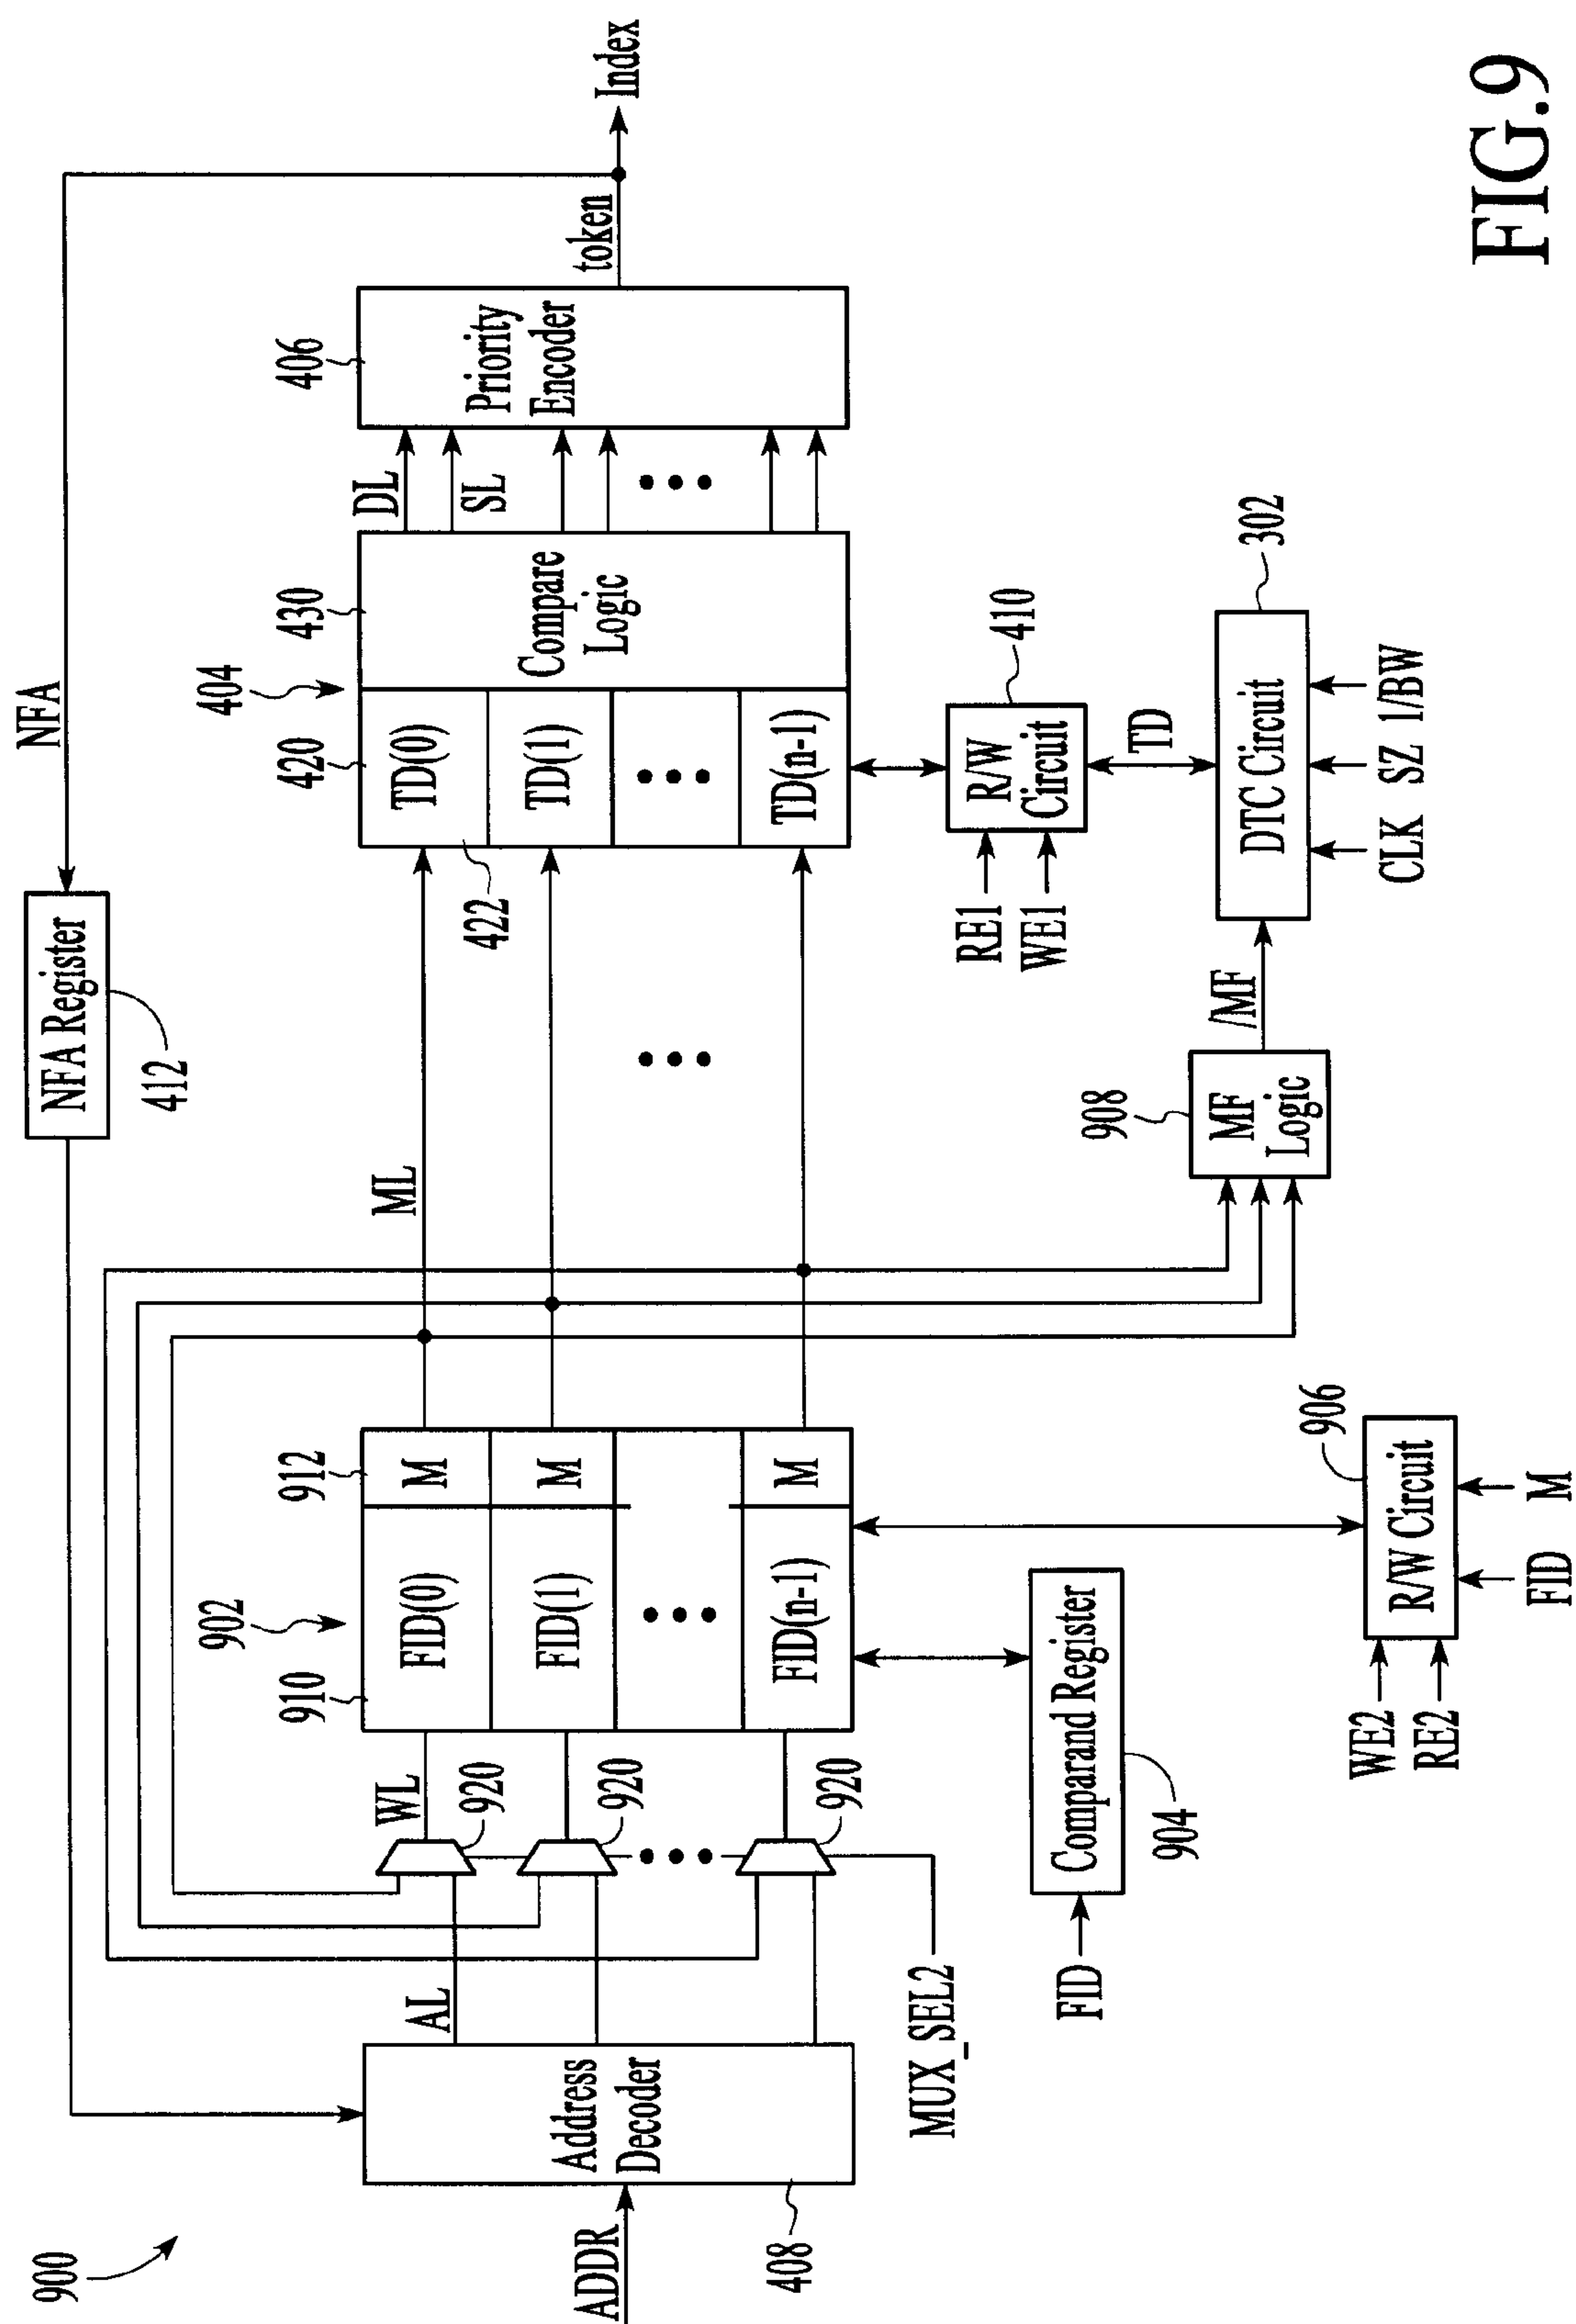 900
NFA
NFA Register
412
ADDR
Address
Decoder
408
AL
WL
920
920
920
MUX_SEL2
902
910
912
FID(0)
M
FID(1)
M
FID(n-1)
M
ML
404
420
430
TD(0)
TD(1)
TD(n-1)
422
Compare
Logic
DL
SL
406
Priority
Encoder
token
Index
FID
Comparand Register
904
WE2
RE2
R/W Circuit
906
FID
M
908
MF
Logic
/MF
RE1
WE1
R/W
Circuit
410
TD
DTC Circuit
302
CLK
SZ
1/BW
FIG.9